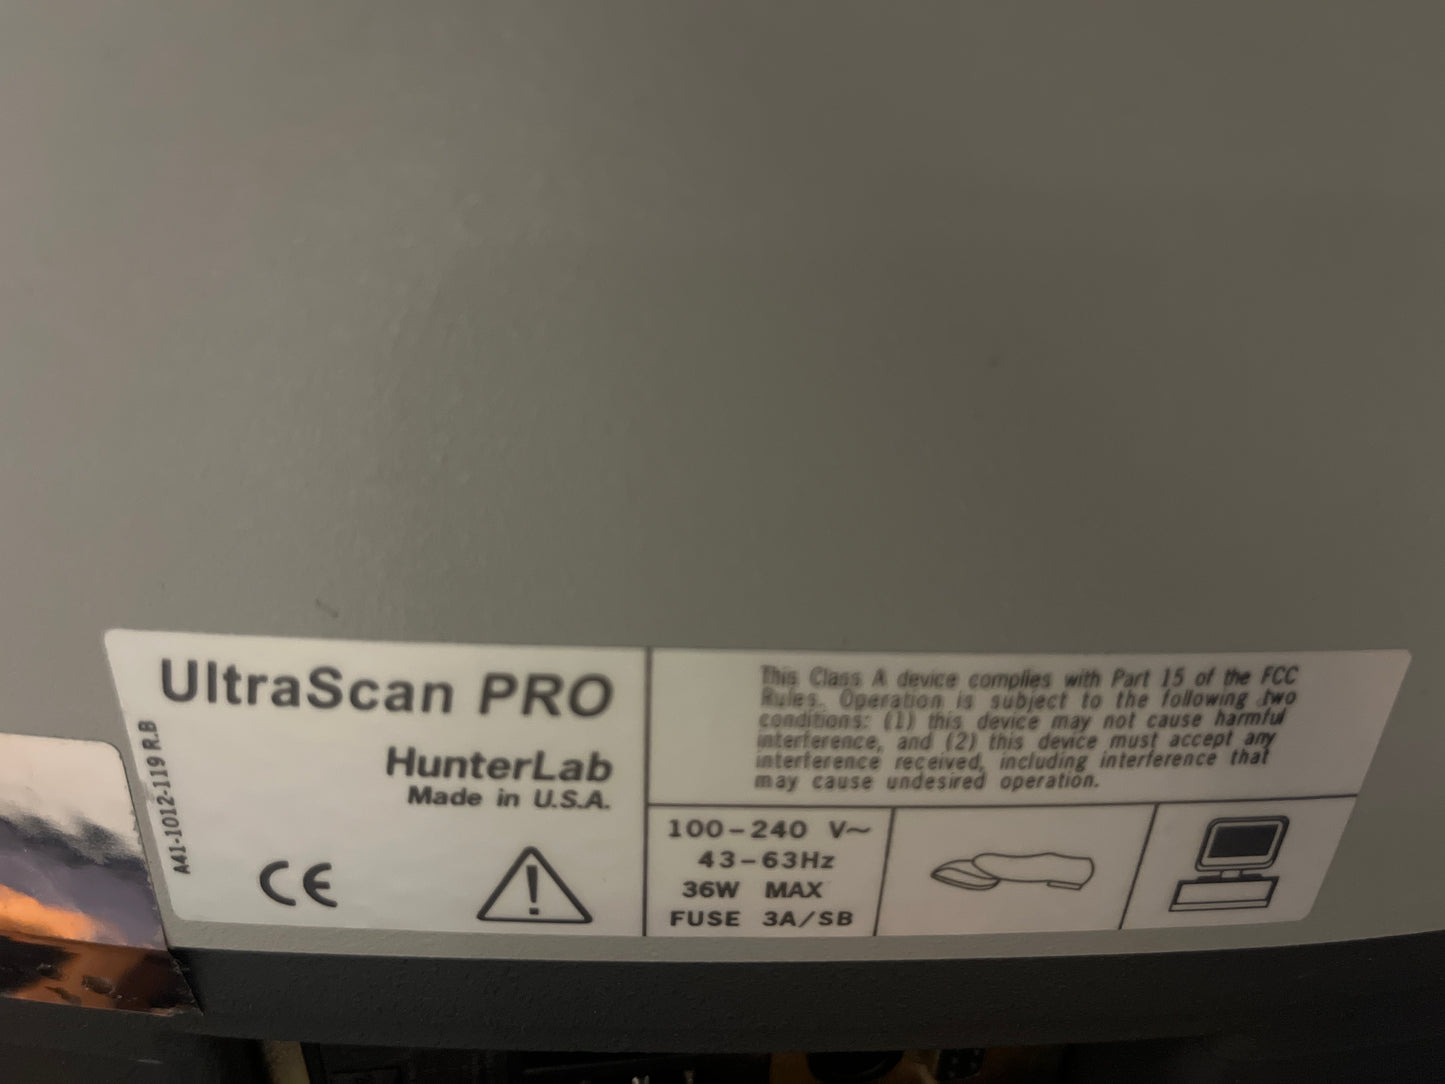 UltraScan PRO
HunterLab
Made in U.S.A.
A41-1012-119 R.B
CE
This Class A device complies with Part 15 of the FCC
Rules. Operation is subject to the following two
conditions: (1) this device may not cause harmful
interference, and (2) this device must accept any
interference received, including interference that
may cause undesired operation.
100-240 V~
43-63Hz
36W MAX
FUSE 3A/SB